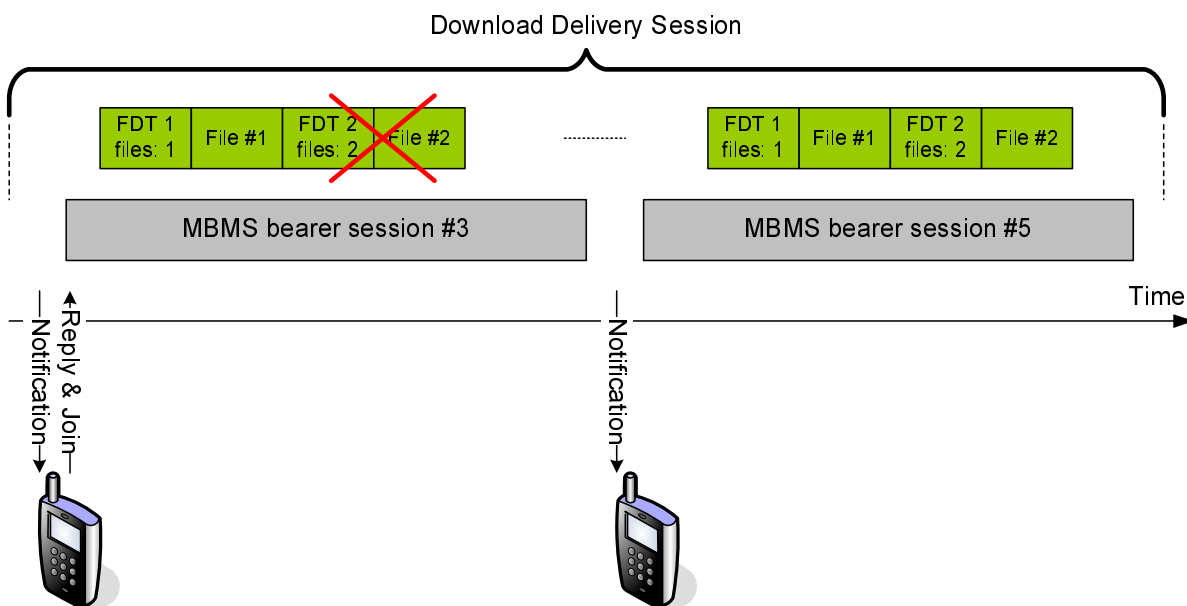 Download Delivery Session
FDT 1
files: 1
File #1
FDT 2
files: 2
File #2
FDT 1
files: 1
File #1
FDT 2
files: 2
File #2
MBMS bearer session #3
MBMS bearer session #5
Time
Notification
Reply & Join
Notification